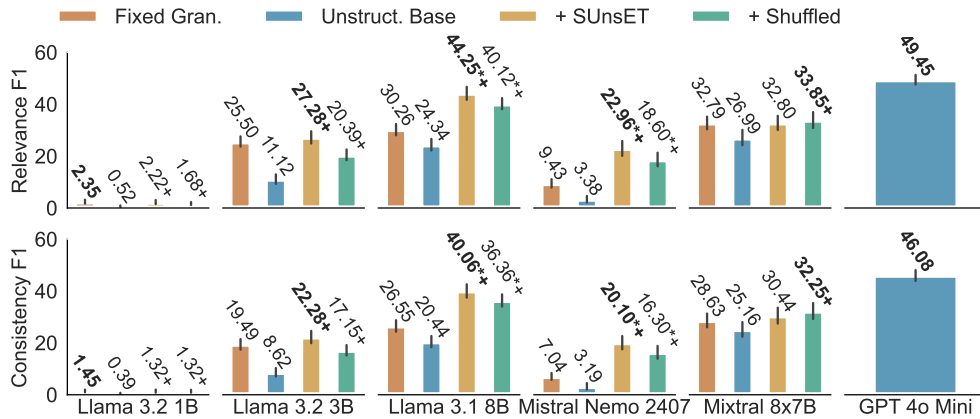 Fixed Gran. Unstruct. Base + SUnsET + Shuffled
Relevance F1
60
40
20
0
2.35 0.52 2.22+ 1.68+
25.50 11.12 27.28+ 20.39+
30.26 24.34 44.25*+ 40.12*+
9.43 3.38 22.96*+ 18.60*+
32.79 26.99 32.80 33.85+
49.45
Consistency F1
60
40
20
0
1.45 0.39 1.32+ 1.32+
19.49 8.62 22.28+ 17.15+
26.55 20.44 40.06*+ 36.36*+
7.04 3.19 20.10*+ 16.30*+
28.63 25.16 30.44 32.25+
46.08
Llama 3.2 1B Llama 3.2 3B Llama 3.1 8B Mistral Nemo 2407 Mixtral 8x7B GPT 4o Mini